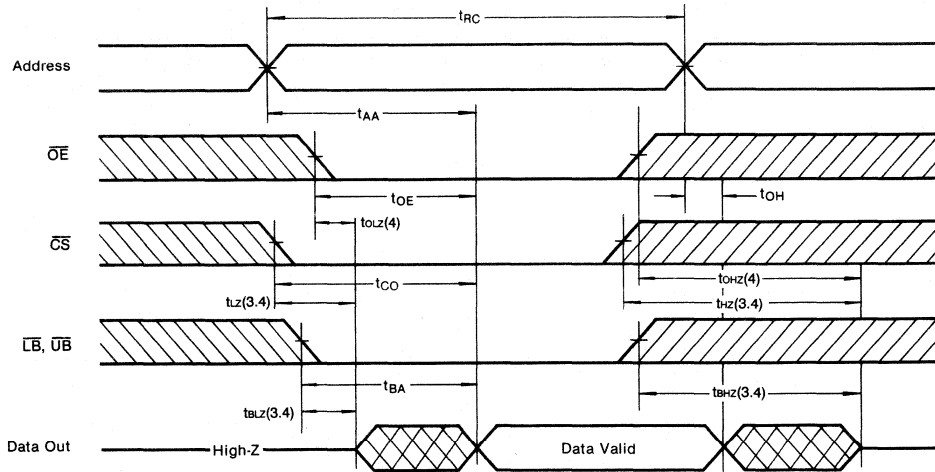 tRC
Address
tAA
OE
tOE
tOH
tOLZ(4)
CS
tCO
tOHZ(4)
tLZ(3.4)
tHZ(3.4)
LB, UB
tBA
tBHZ(3.4)
tBLZ(3.4)
Data Out
High-Z
Data Valid